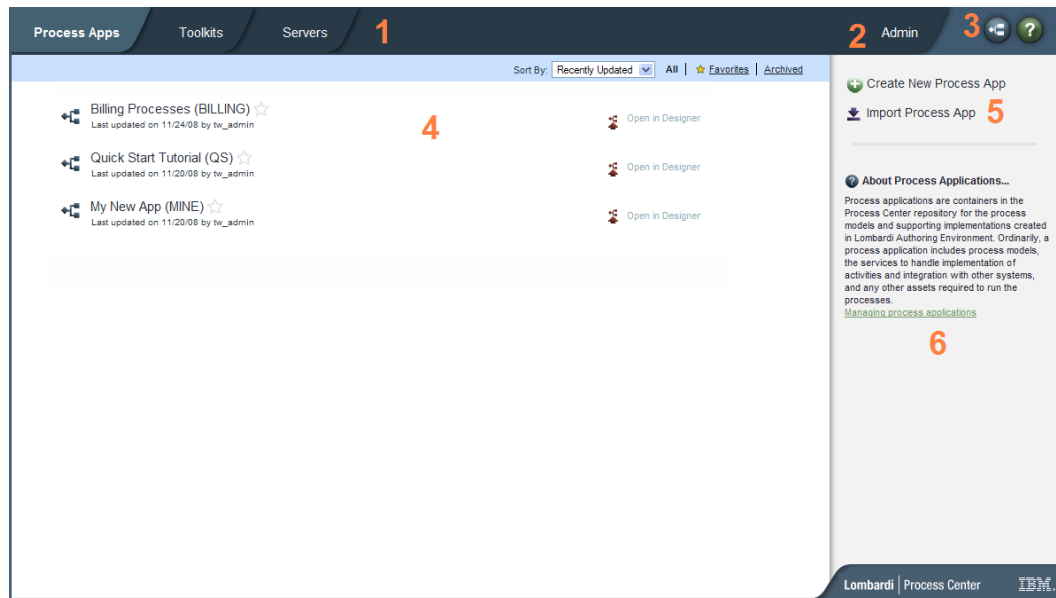 Process Apps Toolkits Servers 1 2 Admin 3 ?
Sort By: Recently Updated All | Favorites | Archived
Billing Processes (BILLING)
Last updated on 11/24/08 by tw_admin
Open in Designer
4
Quick Start Tutorial (QS)
Last updated on 11/20/08 by tw_admin
Open in Designer
My New App (MINE)
Last updated on 11/20/08 by tw_admin
Open in Designer
Create New Process App
Import Process App 5
? About Process Applications...
Process applications are containers in the
Process Center repository for the process
models and supporting implementations created
in Lombardi Authoring Environment. Ordinarily, a
process application includes process models,
the services to handle implementation of
activities and integration with other systems,
and any other assets required to run the
processes.
Managing process applications
6
Lombardi | Process Center IBM.